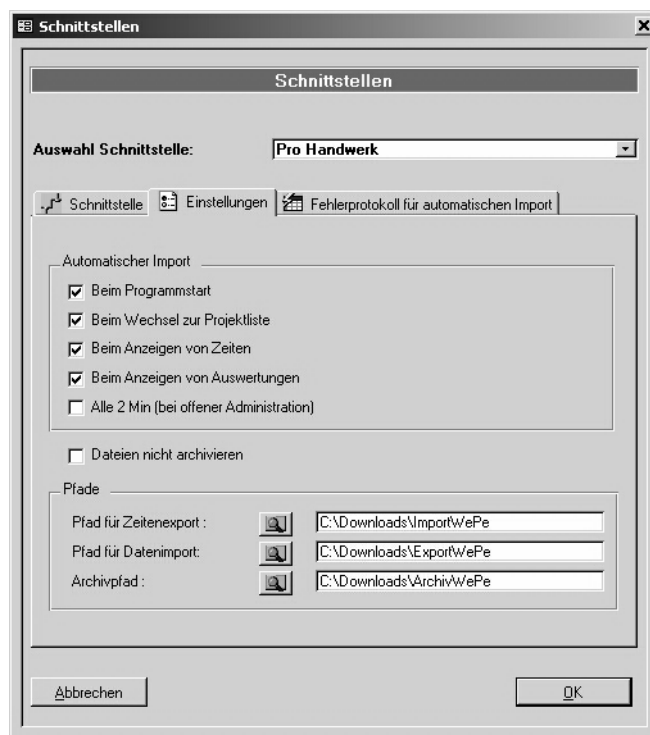 Schnittstellen
Schnittstellen
Auswahl Schnittstelle: Pro Handwerk
Schnittstelle Einstellungen Fehlerprotokoll für automatischen Import
Automatischer Import
Beim Programmstart
Beim Wechsel zur Projektliste
Beim Anzeigen von Zeiten
Beim Anzeigen von Auswertungen
Alle 2 Min (bei offener Administration)
Dateien nicht archivieren
Pfade
Pfad für Zeitenexport : C:\Downloads\ImportWePe
Pfad für Datenimport: C:\Downloads\ExportWePe
Archivpfad : C:\Downloads\ArchivWePe
Abbrechen OK